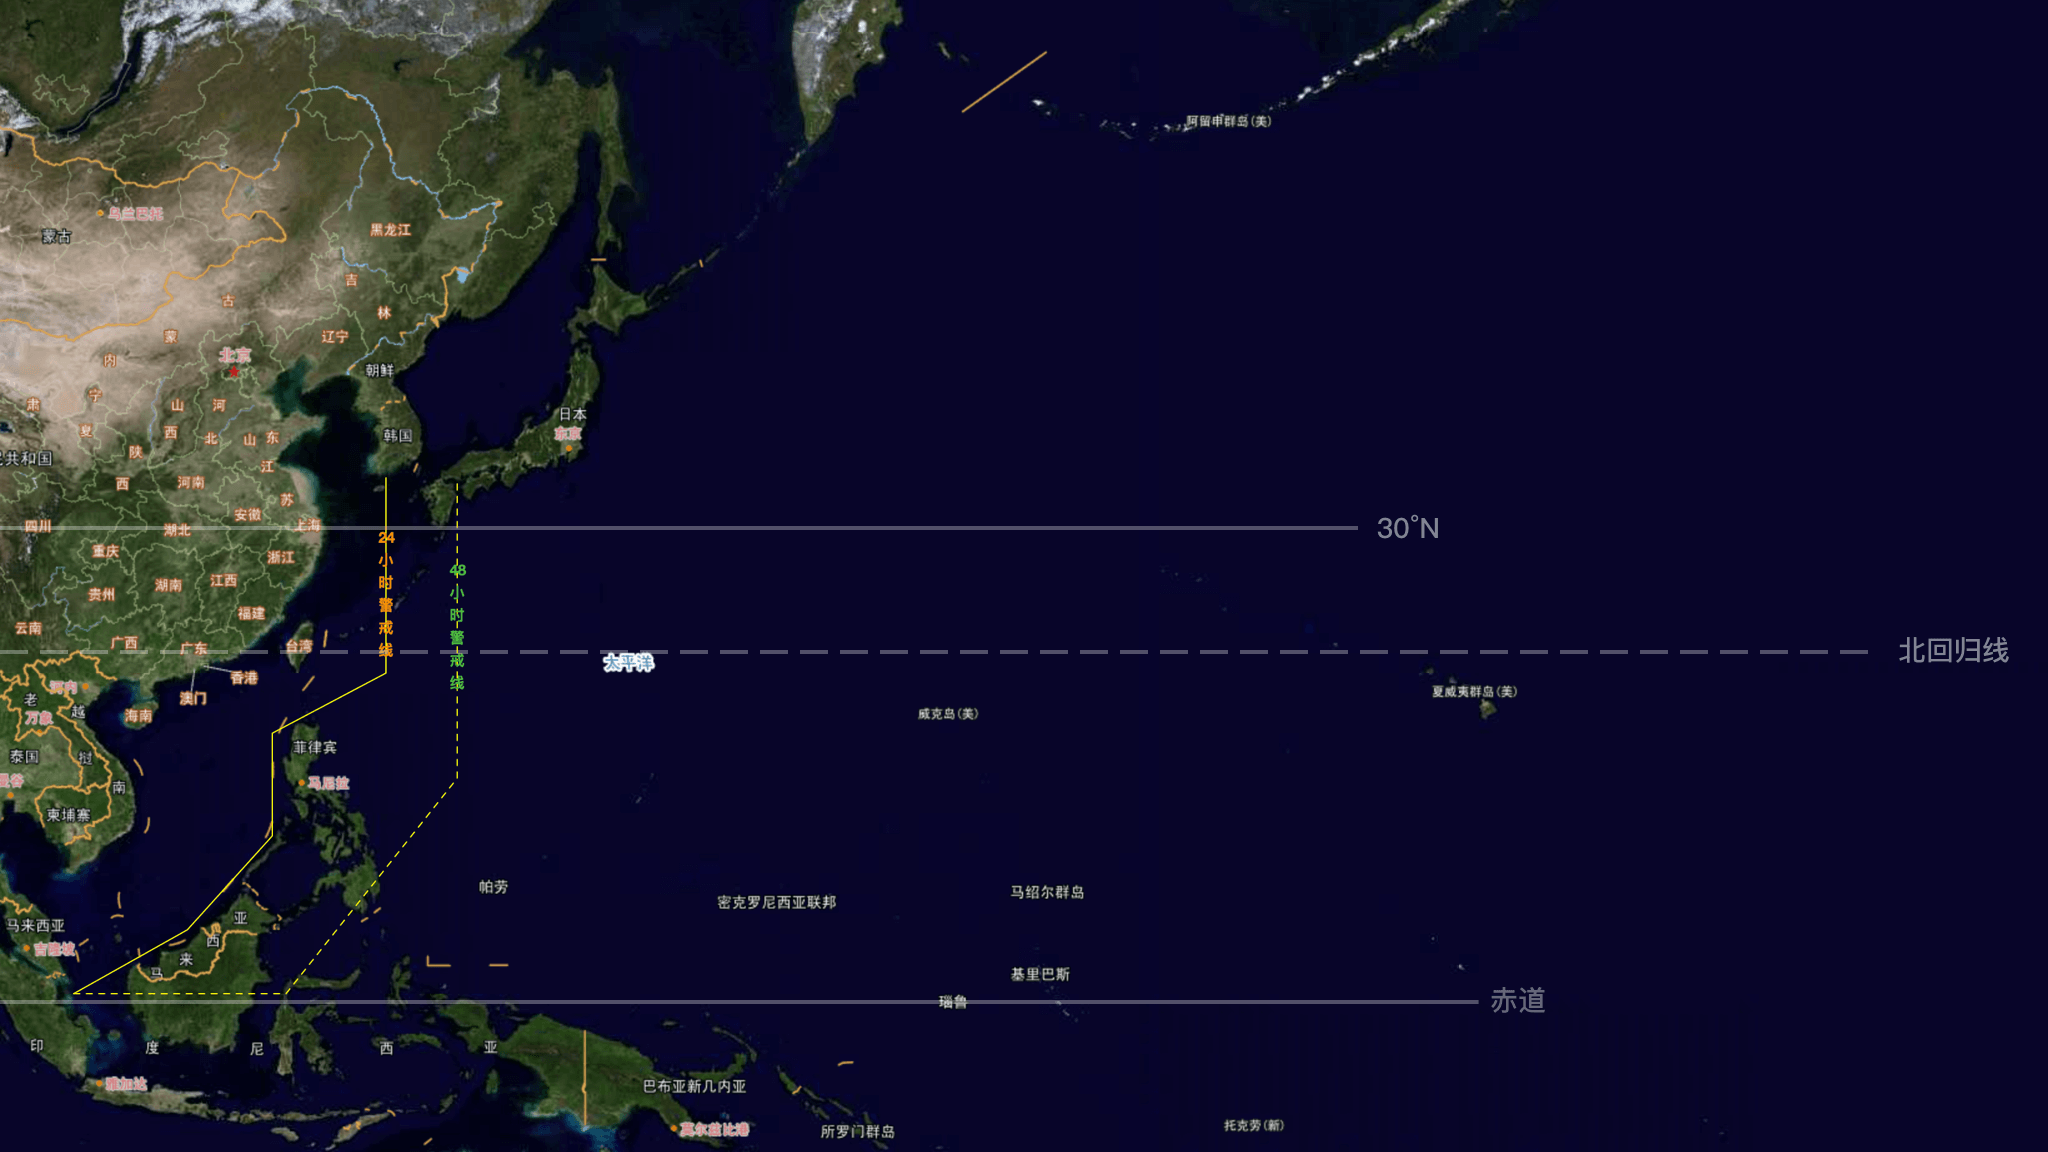 阿留申群岛(美)
乌兰巴托
蒙古
黑龙江
吉
林
辽宁
古
蒙
内
北京
朝鲜
宁
夏
肃
山
西
河
北
山 东
日本
东京
韩国
民共和国
陕
西
江
苏
河南
安徽
上海
四川
湖北
30°N
24小时警戒线
48小时警戒线
重庆
浙江
贵州
湖南
江西
福建
云南
广西
广东
台湾
北回归线
太平洋
香港
澳门
海南
河内
老
万象
越
夏威夷群岛(美)
威克岛(美)
泰国
挝
菲律宾
曼谷
马尼拉
南
柬埔寨
帕劳
密克罗尼西亚联邦
马绍尔群岛
马来西亚
吉隆坡
亚
西
来
马
基里巴斯
瑙鲁
赤道
印
度
尼
西
亚
雅加达
巴布亚新几内亚
莫尔兹比港
所罗门群岛
托克劳(新)